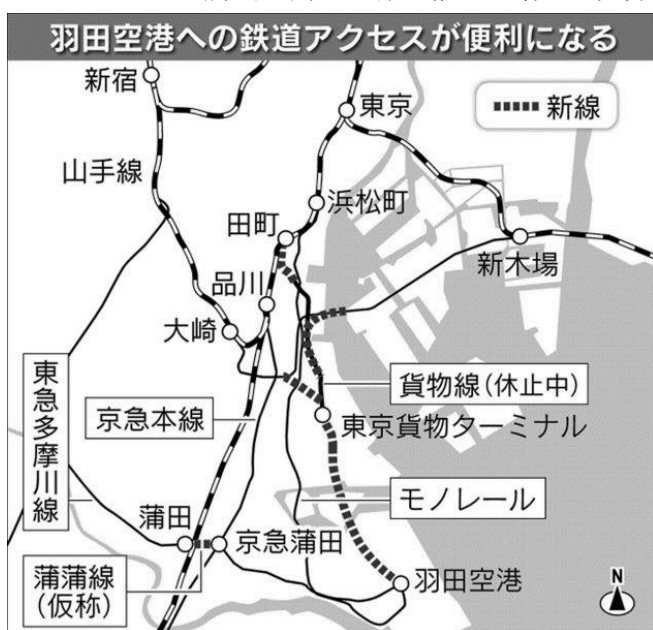 羽田空港への鉄道アクセスが便利になる
新宿
東京
新線
山手線
浜松町
田町
新木場
品川
大崎
東急多摩川線
京急本線
貨物線(休止中)
東京貨物ターミナル
モノレール
蒲田
京急蒲田
蒲蒲線
(仮称)
羽田空港
N